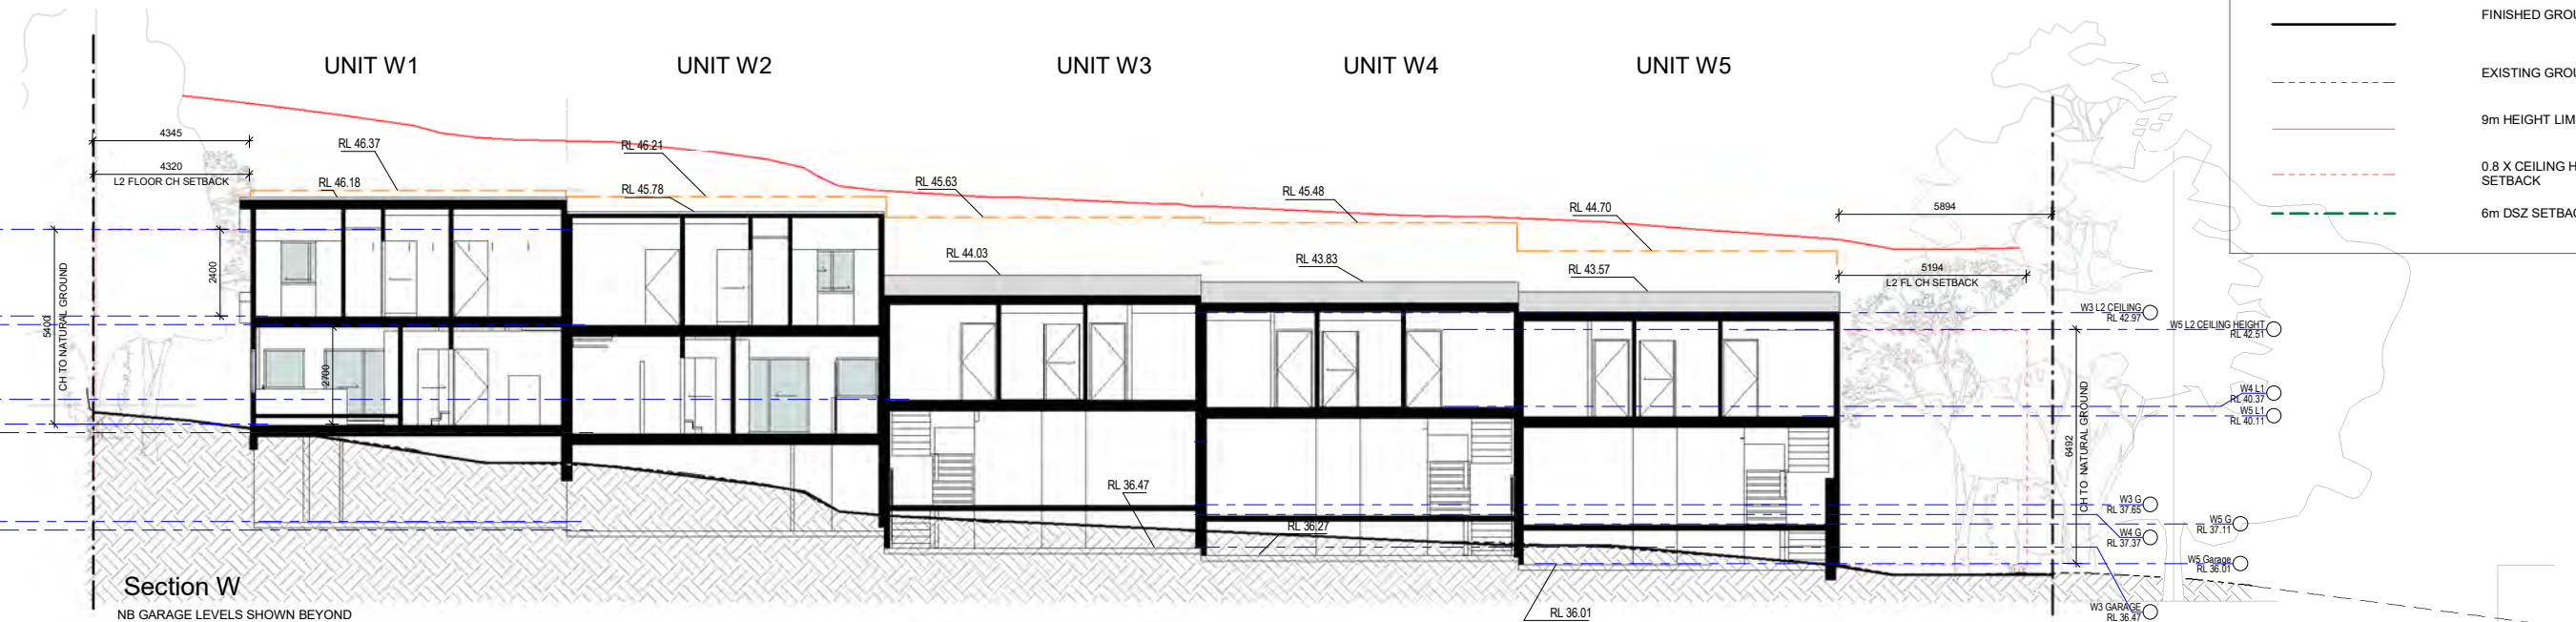 UNIT W1
UNIT W2
UNIT W3
UNIT W4
UNIT W5
4345
4320
L2 FLOOR CH SETBACK
RL 46.37
RL 46.18
RL 46.21
RL 45.78
RL 45.63
RL 45.48
RL 44.70
RL 44.03
RL 43.83
RL 43.57
5894
5194
L2 FL CH SETBACK
5400
CH TO NATURAL GROUND
2400
2700
RL 36.47
RL 36.27
RL 36.01
6492
CH TO NATURAL GROUND
W3 L2 CEILING
RL 42.97
W5 L2 CEILING HEIGHT
RL 42.51
W4 L1
RL 40.37
W5 L1
RL 40.11
W3 G
RL 37.65
W5 G
RL 37.11
W4 G
RL 37.37
W5 Garage
RL 36.01
W3 GARAGE
RL 36.47
Section W
NB GARAGE LEVELS SHOWN BEYOND
FINISHED GROU
EXISTING GROU
9m HEIGHT LIM
0.8 X CEILING H
SETBACK
6m DSZ SETBAC